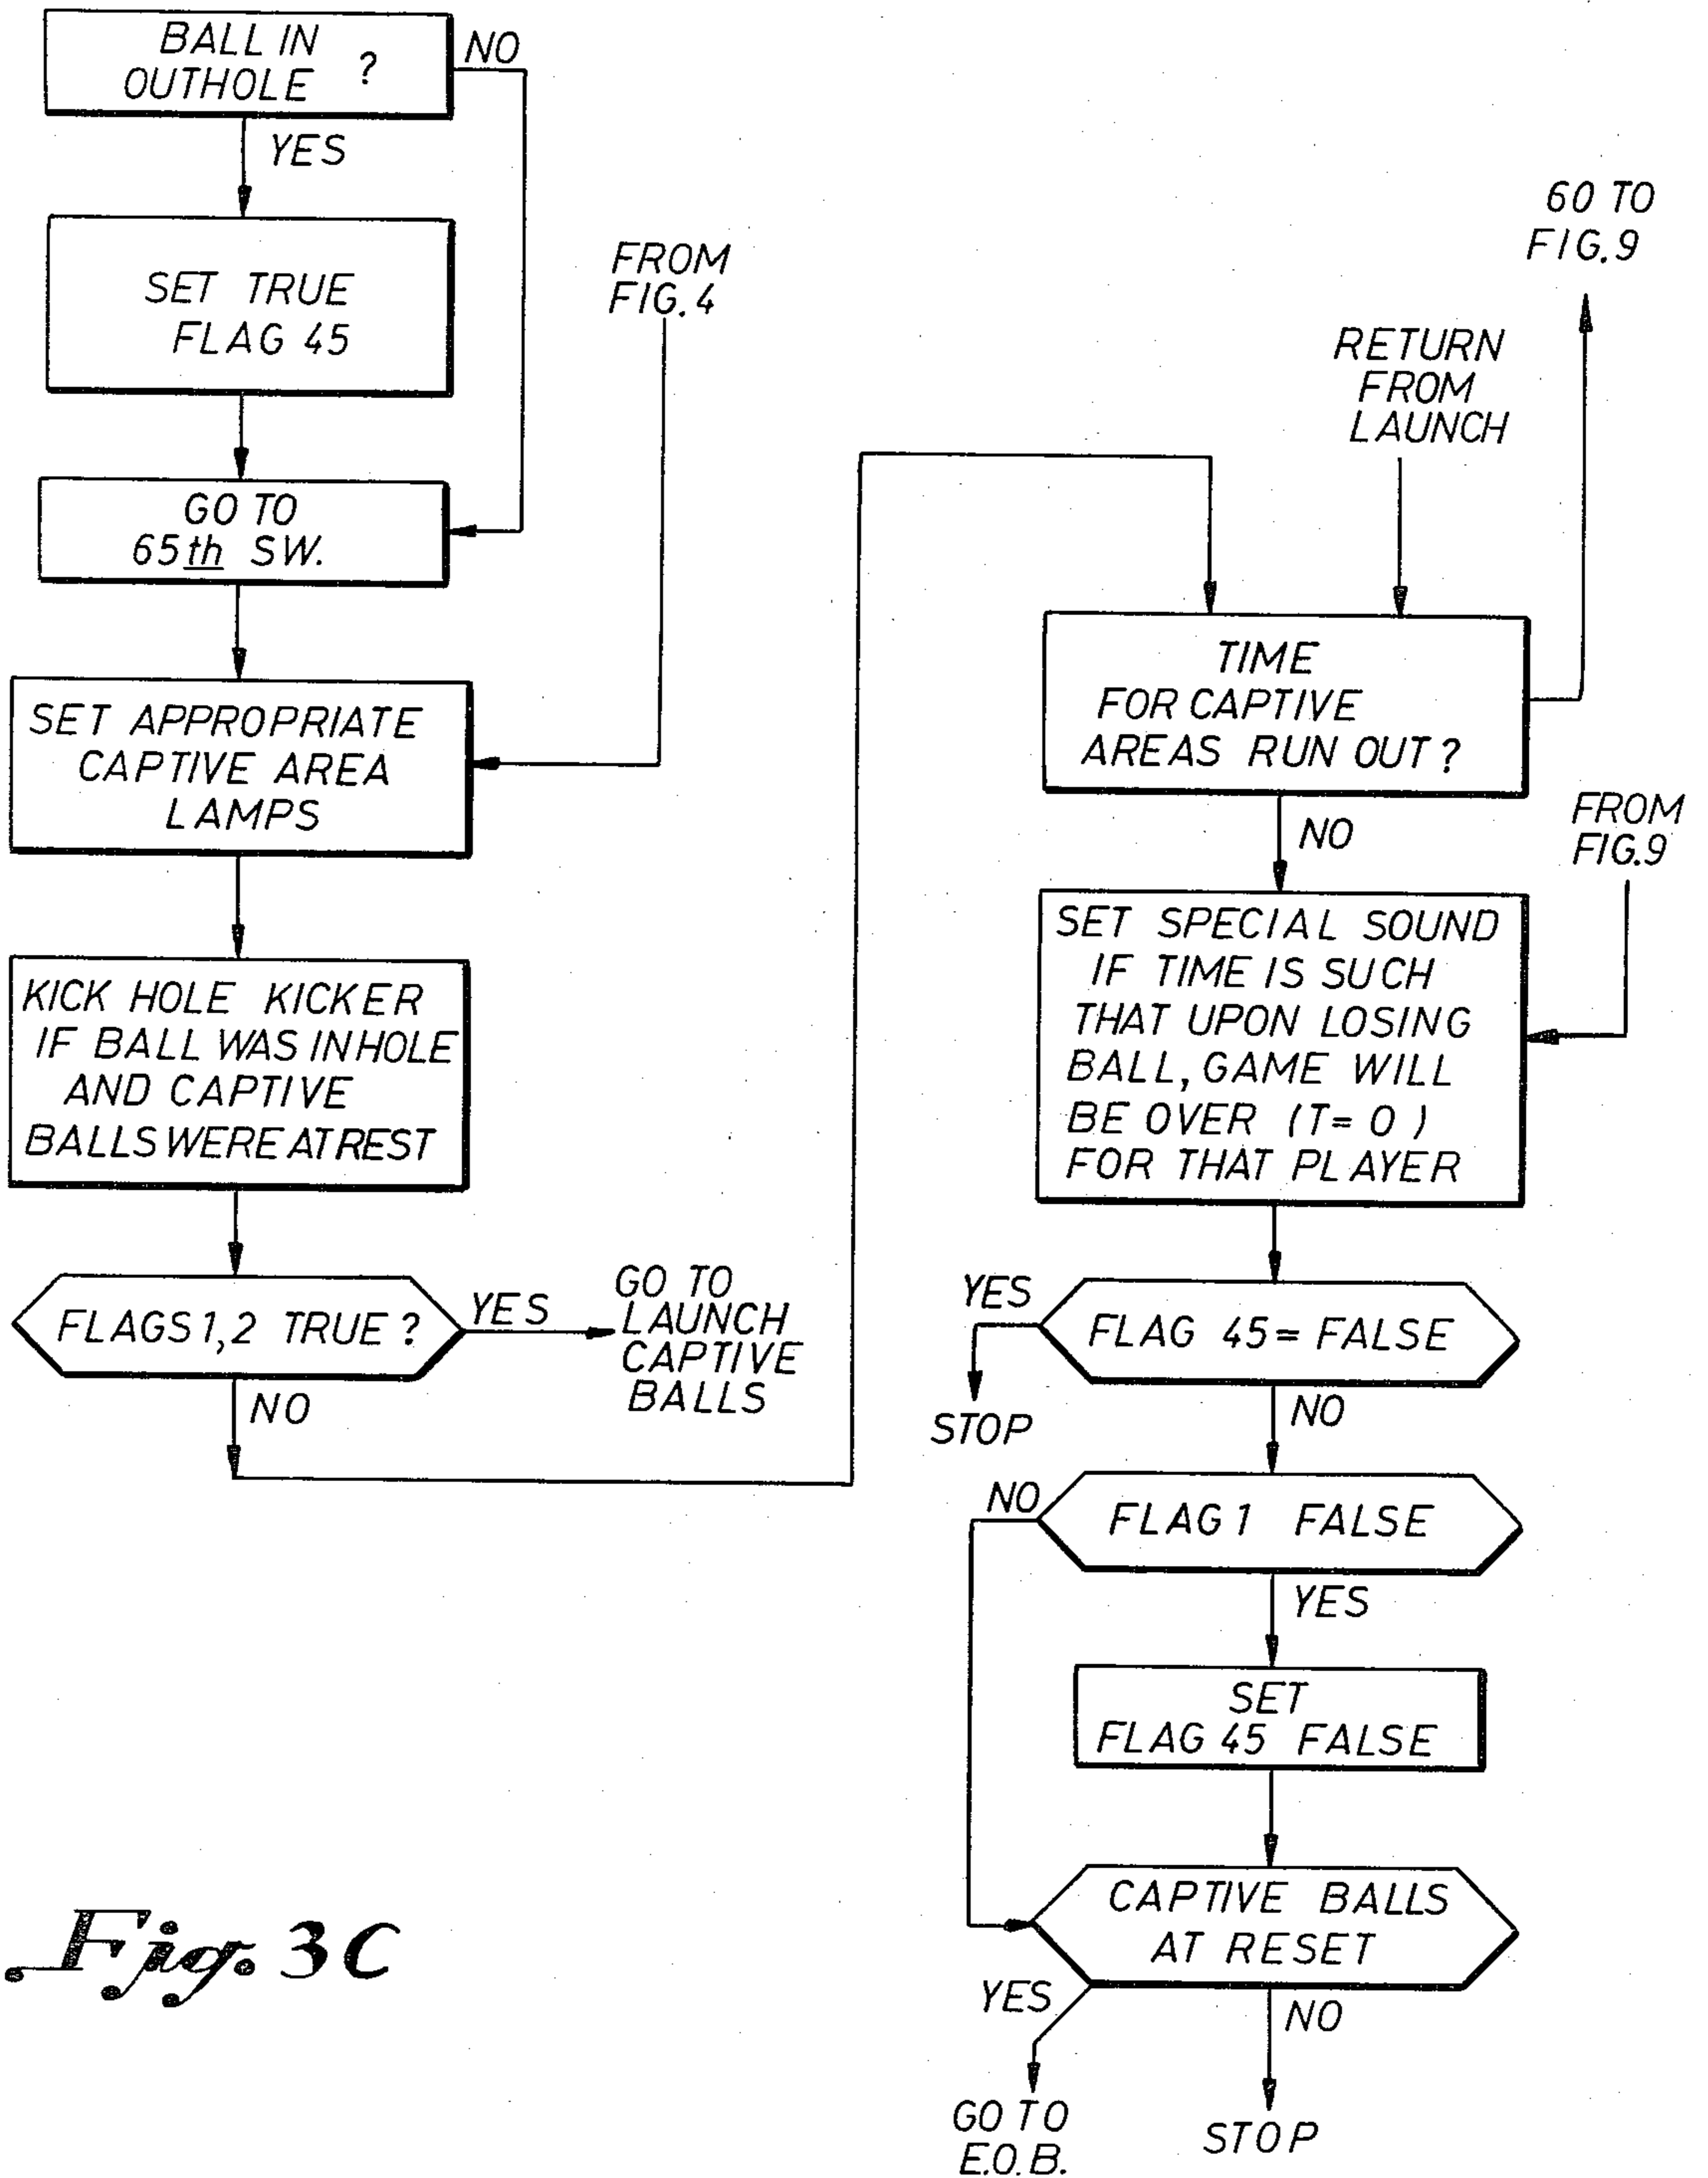 BALL IN
OUTHOLE ?
NO
YES
SET TRUE
FLAG 45
GO TO
65th SW.
FROM
FIG. 4
SET APPROPRIATE
CAPTIVE AREA
LAMPS
KICK HOLE KICKER
IF BALL WAS IN HOLE
AND CAPTIVE
BALLS WERE AT REST
FLAGS 1,2 TRUE ?
YES
GO TO
LAUNCH
CAPTIVE
BALLS
NO
60 TO
FIG. 9
RETURN
FROM
LAUNCH
TIME
FOR CAPTIVE
AREAS RUN OUT ?
NO
FROM
FIG.9
SET SPECIAL SOUND
IF TIME IS SUCH
THAT UPON LOSING
BALL, GAME WILL
BE OVER (T= 0 )
FOR THAT PLAYER
YES
FLAG 45= FALSE
STOP
NO
NO
FLAG 1 FALSE
YES
SET
FLAG 45 FALSE
CAPTIVE BALLS
AT RESET
YES
NO
GO TO
E.O.B.
STOP
Fig. 3C